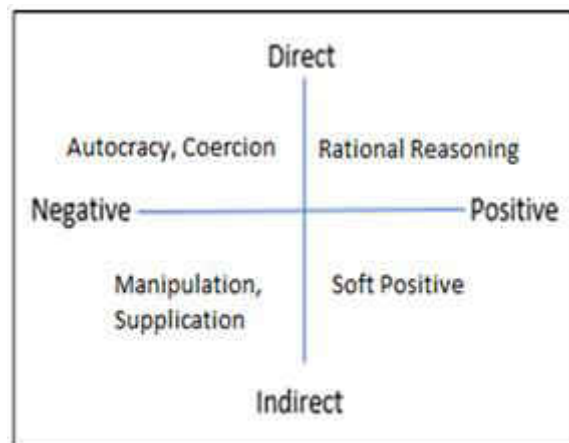 Direct
Autocracy, Coercion
Rational Reasoning
Negative
Positive
Manipulation,
Supplication
Soft Positive
Indirect